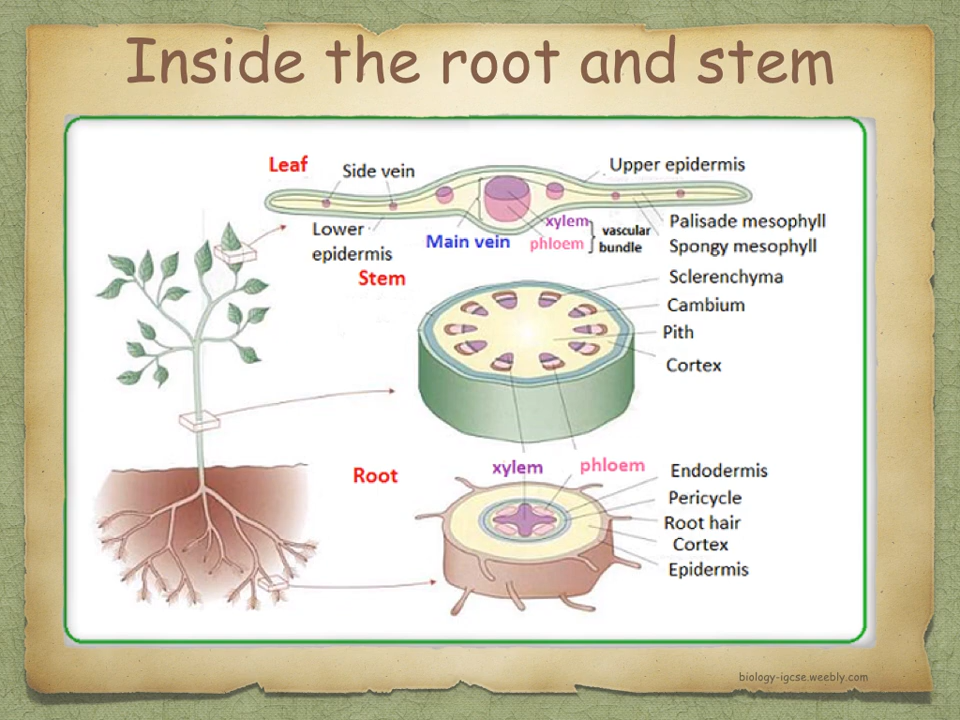 Inside the root and stem
Leaf
Side vein
Upper epidermis
Lower
epidermis
Main vein
xylem
phloem
vascular
bundle
Palisade mesophyll
Spongy mesophyll
Stem
Sclerenchyma
Cambium
Pith
Cortex
xylem
phloem
Root
Endodermis
Pericycle
Root hair
Cortex
Epidermis
biology-igcse.weebly.com